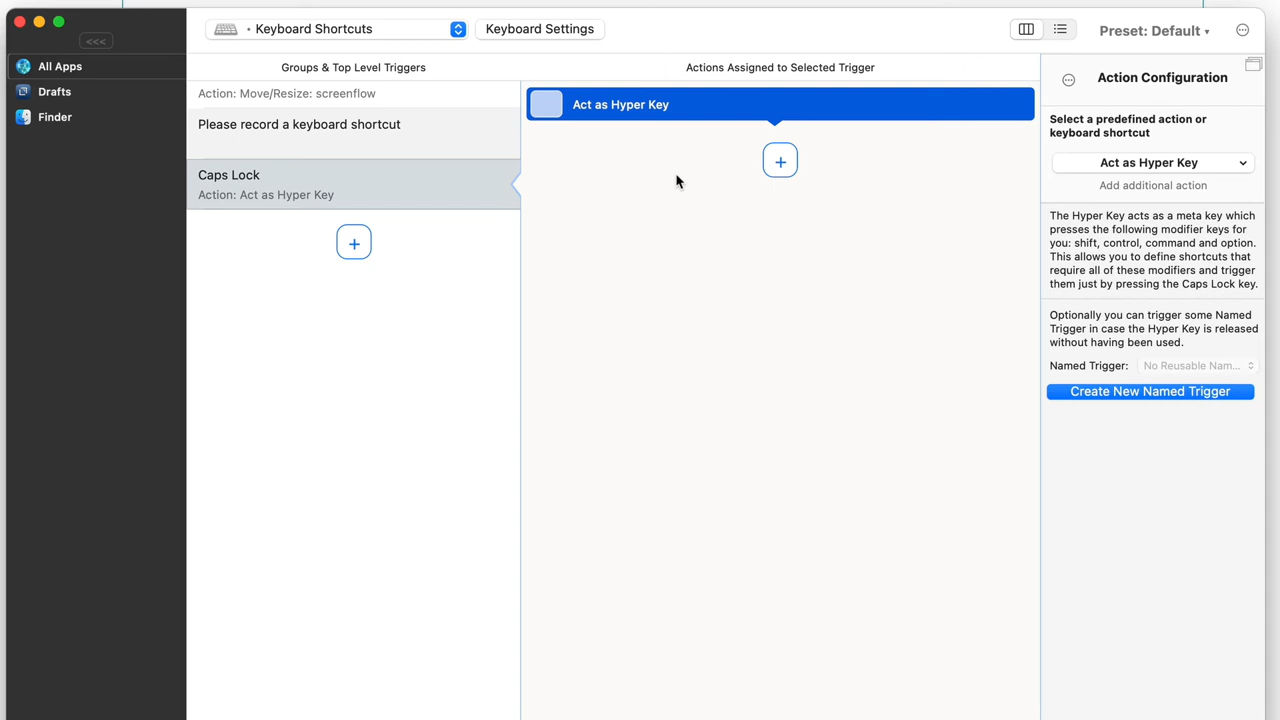 <<<
All Apps
Drafts
Finder
Keyboard Shortcuts
Keyboard Settings
Preset: Default ▾
Groups & Top Level Triggers
Actions Assigned to Selected Trigger
Action: Move/Resize: screenflow
Please record a keyboard shortcut
Caps Lock
Action: Act as Hyper Key
+
Act as Hyper Key
+
Action Configuration
Select a predefined action or
keyboard shortcut
Act as Hyper Key
Add additional action
The Hyper Key acts as a meta key which
presses the following modifier keys for
you: shift, control, command and option.
This allows you to define shortcuts that
require all of these modifiers and trigger
them just by pressing the Caps Lock key.
Optionally you can trigger some Named
Trigger in case the Hyper Key is released
without having been used.
Named Trigger: No Reusable Nam...
Create New Named Trigger